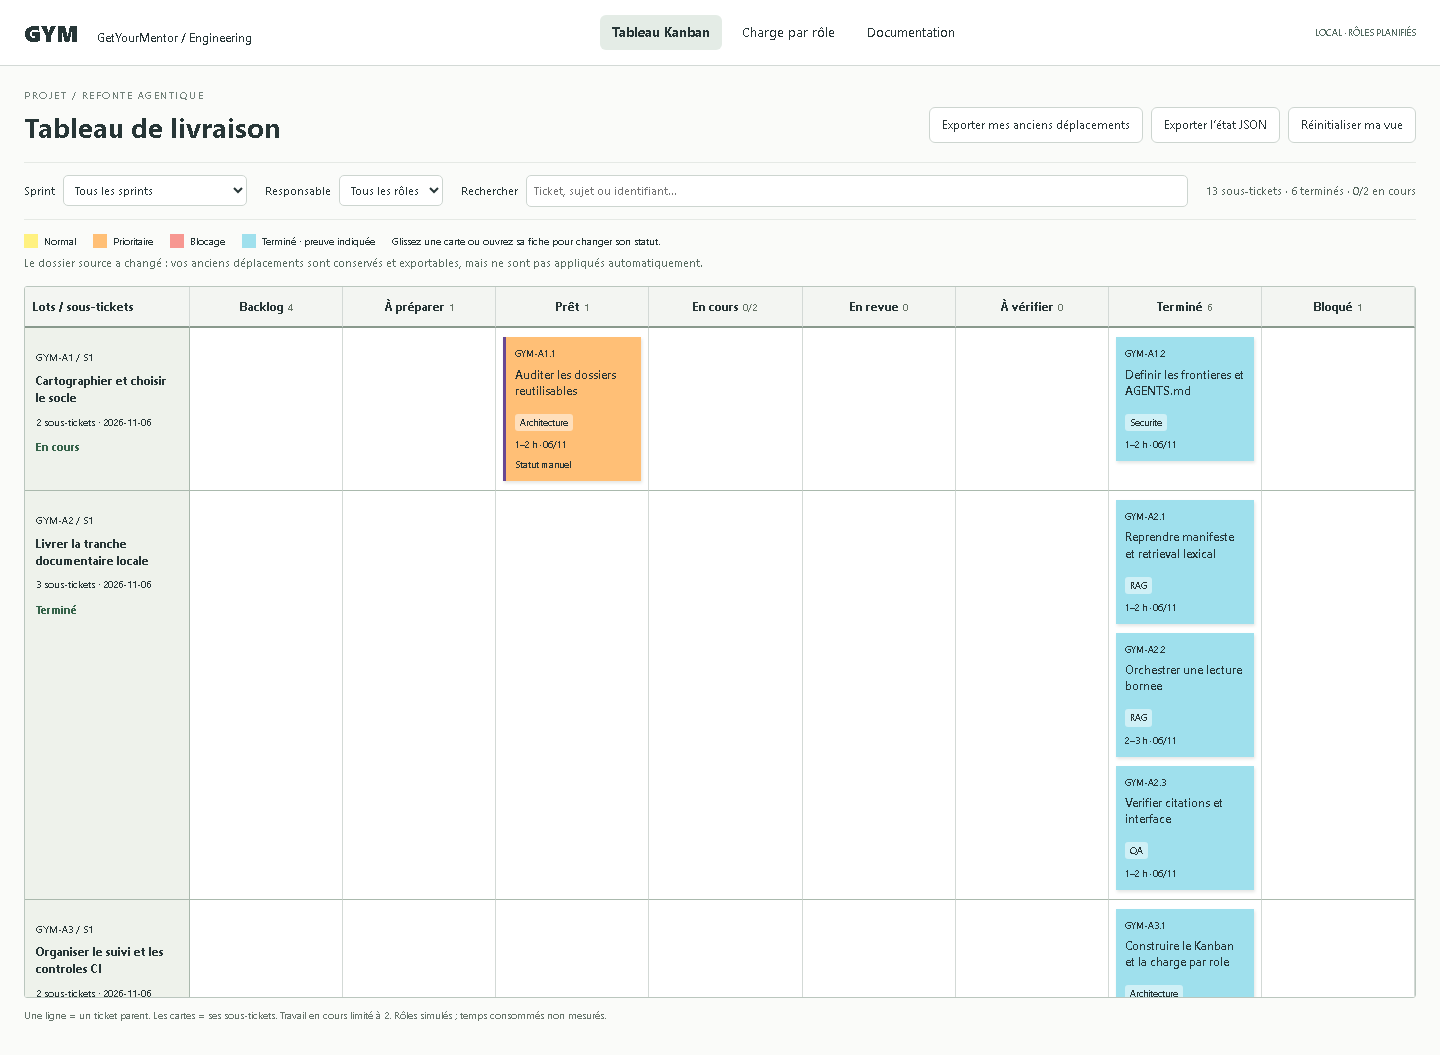 GYM
GetYourMentor / Engineering
Tableau Kanban
Charge par rôle
Documentation
LOCAL · RÔLES PLANIFIÉS
PROJET / REFONTE AGENTIQUE
Tableau de livraison
Exporter mes anciens déplacements
Exporter l'état JSON
Réinitialiser ma vue
Sprint
Tous les sprints
Responsable
Tous les rôles
Rechercher
Ticket, sujet ou identifiant...
13 sous-tickets · 6 terminés · 0/2 en cours
Normal
Prioritaire
Blocage
Terminé · preuve indiquée
Glissez une carte ou ouvrez sa fiche pour changer son statut.
Le dossier source a changé : vos anciens déplacements sont conservés et exportables, mais ne sont pas appliqués automatiquement.
Lots / sous-tickets
Backlog 4
À préparer 1
Prêt 1
En cours 0/2
En revue 0
À vérifier 0
Terminé 6
Bloqué 1
GYM-A1 / S1
Cartographier et choisir
le socle
2 sous-tickets · 2026-11-06
En cours
GYM-A1.1
Auditer les dossiers
reutilisables
Architecture
1–2 h · 06/11
Statut manuel
GYM-A1.2
Definir les frontieres et
AGENTS.md
Securite
1–2 h · 06/11
GYM-A2 / S1
Livrer la tranche
documentaire locale
3 sous-tickets · 2026-11-06
Terminé
GYM-A2.1
Reprendre manifeste
et retrieval lexical
RAG
1–2 h · 06/11
GYM-A2.2
Orchestrer une lecture
bornee
RAG
2–3 h · 06/11
GYM-A2.3
Verifier citations et
interface
QA
1–2 h · 06/11
GYM-A3 / S1
Organiser le suivi et les
controles CI
2 sous-tickets · 2026-11-06
GYM-A3.1
Construire le Kanban
et la charge par role
Architecture
Une ligne = un ticket parent. Les cartes = ses sous-tickets. Travail en cours limité à 2. Rôles simulés ; temps consommés non mesurés.